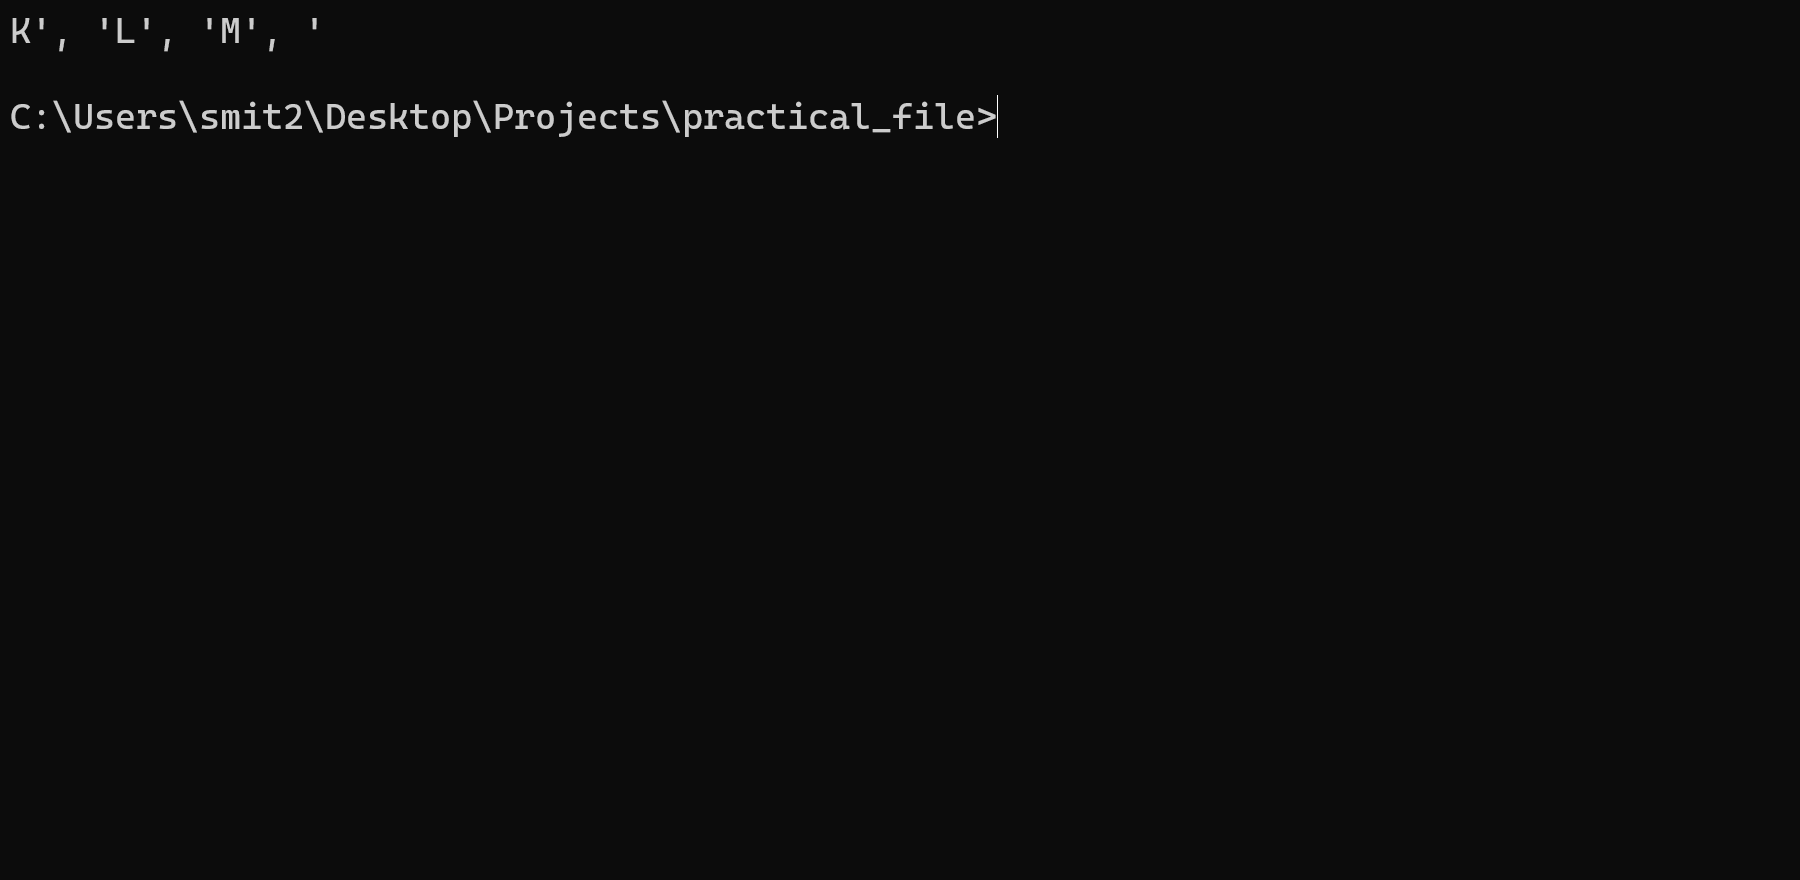 K', 'L', 'M', '
C:\Users\smit2\Desktop\Projects\practical_file>